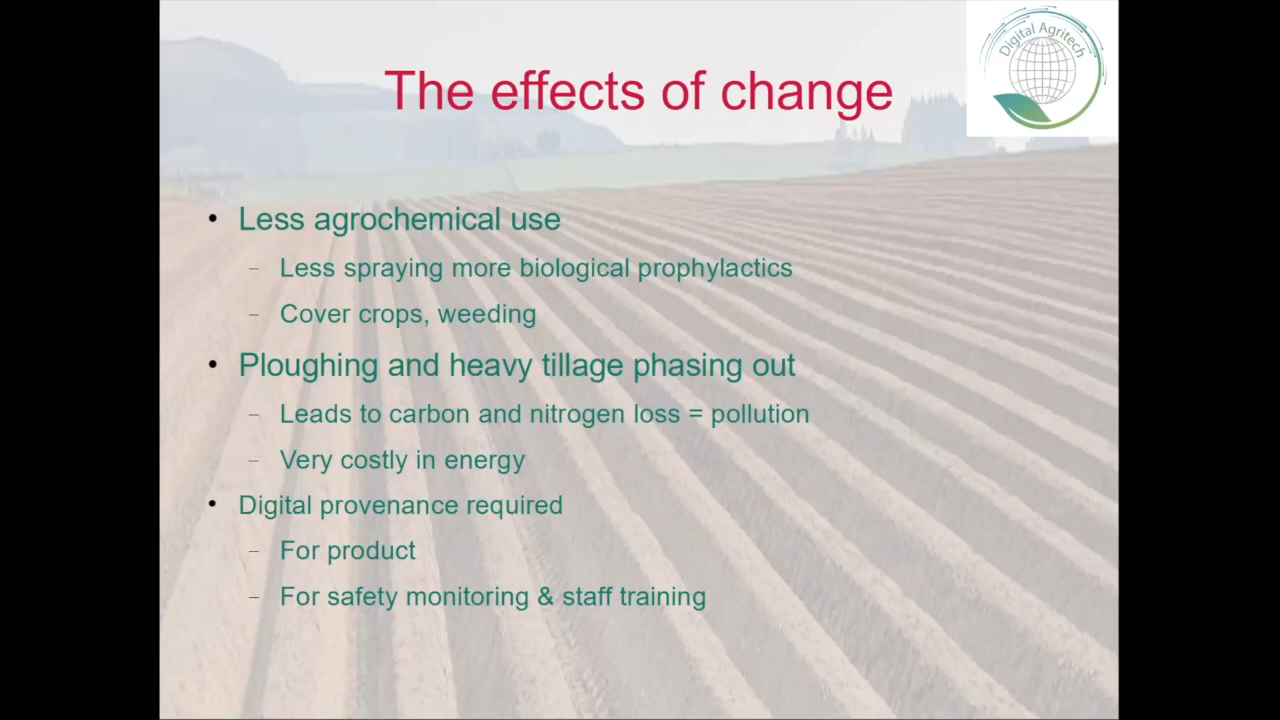 Digital Agritech
The effects of change
• Less agrochemical use
– Less spraying more biological prophylactics
– Cover crops, weeding
• Ploughing and heavy tillage phasing out
– Leads to carbon and nitrogen loss = pollution
– Very costly in energy
• Digital provenance required
– For product
– For safety monitoring & staff training